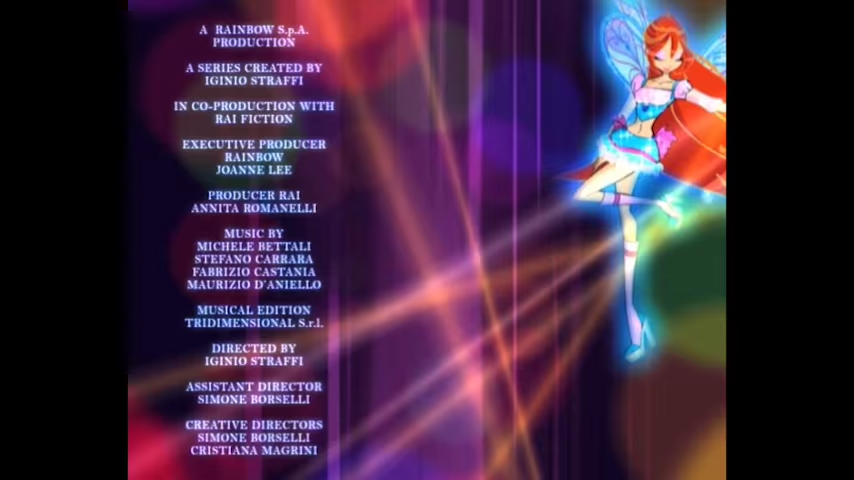 A RAINBOW S.p.A.
PRODUCTION
A SERIES CREATED BY
IGINIO STRAFFI
IN CO-PRODUCTION WITH
RAI FICTION
EXECUTIVE PRODUCER
RAINBOW
JOANNE LEE
PRODUCER RAI
ANNITA ROMANELLI
MUSIC BY
MICHELE BETTALI
STEFANO CARRARA
FABRIZIO CASTANIA
MAURIZIO D'ANIELLO
MUSICAL EDITION
TRIDIMENSIONAL S.r.l.
DIRECTED BY
IGINIO STRAFFI
ASSISTANT DIRECTOR
SIMONE BORSELLI
CREATIVE DIRECTORS
SIMONE BORSELLI
CRISTIANA MAGRINI